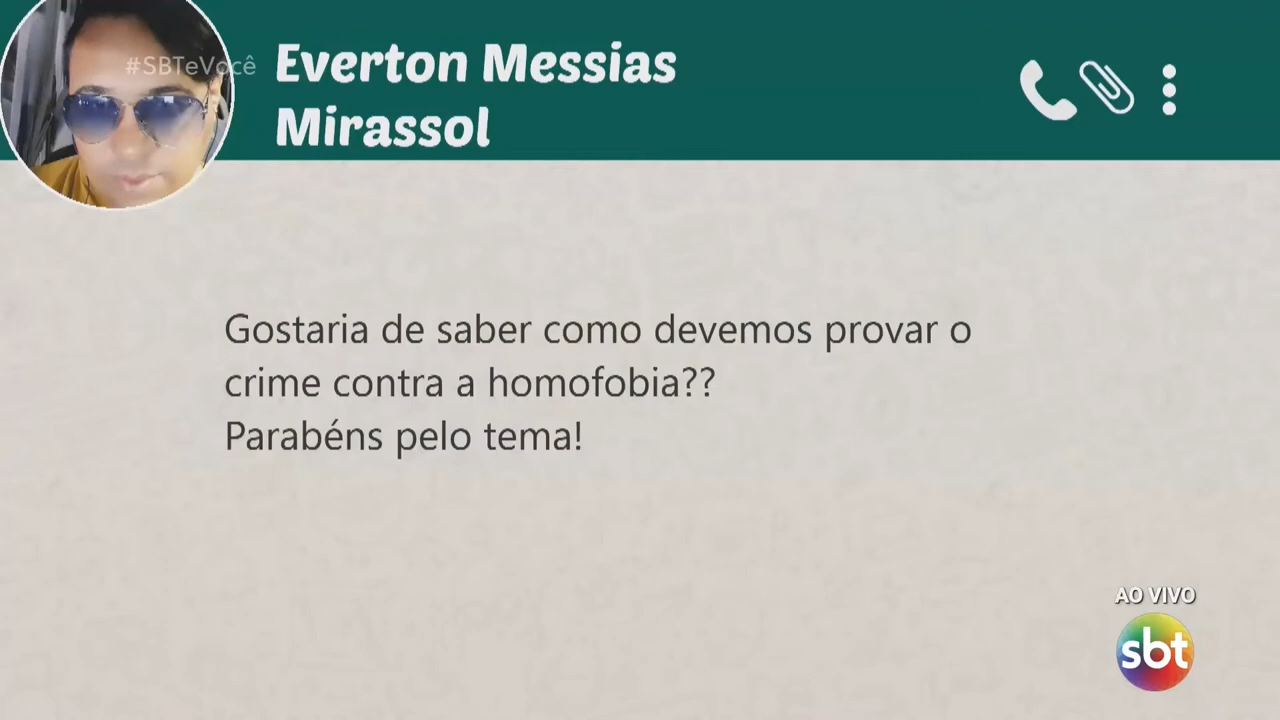 #SBTeVocê
Everton Messias
Mirassol
Gostaria de saber como devemos provar o
crime contra a homofobia??
Parabéns pelo tema!
AO VIVO
sbt